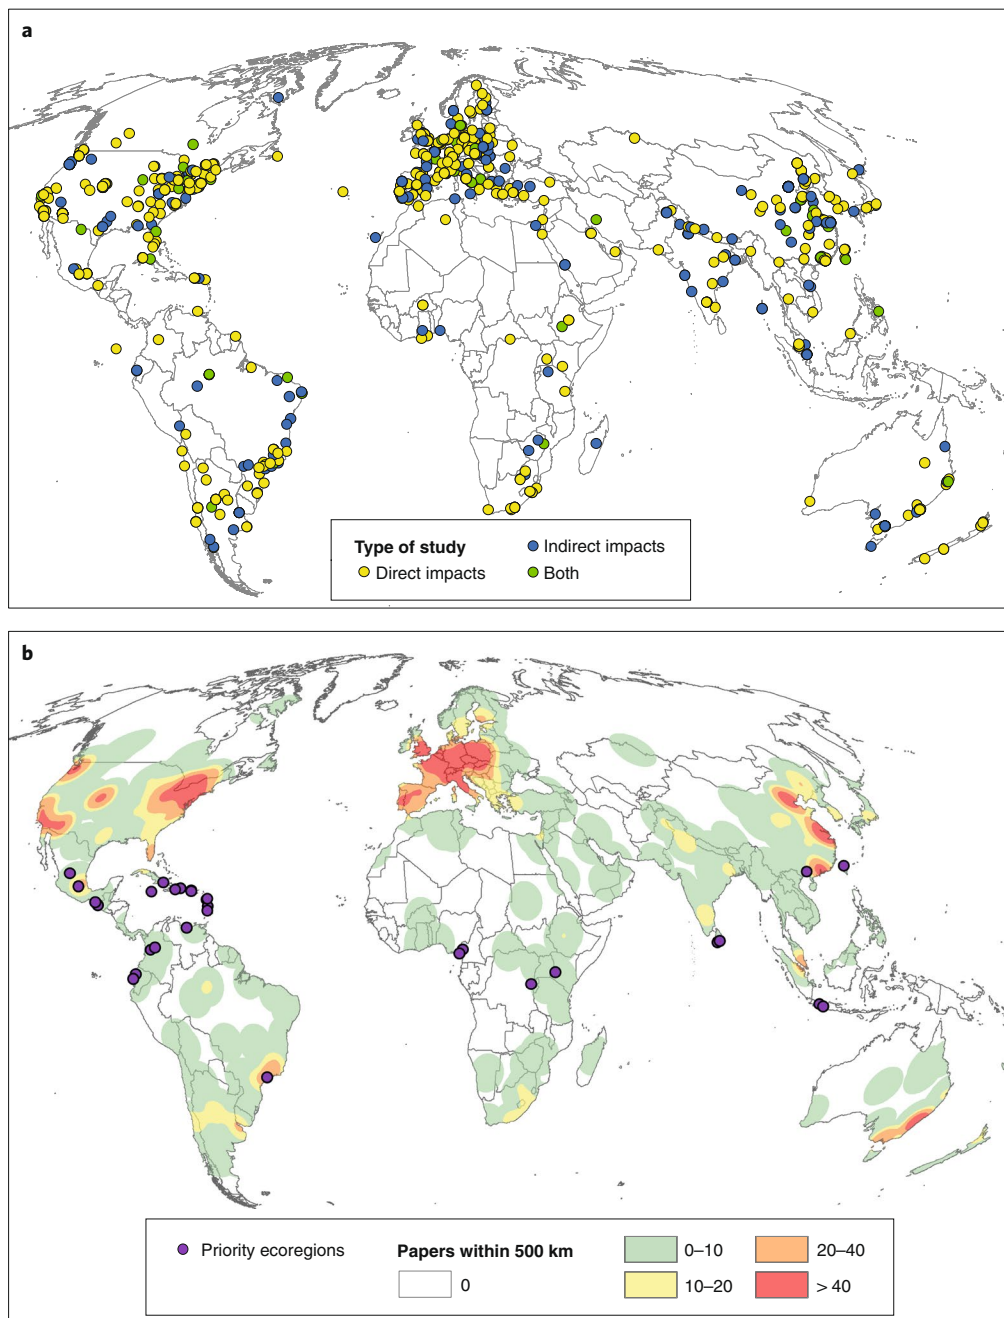 a
Type of study
Indirect impacts
Direct impacts
Both
b
Priority ecoregions
Papers within 500 km
0
0–10
20–40
10–20
> 40